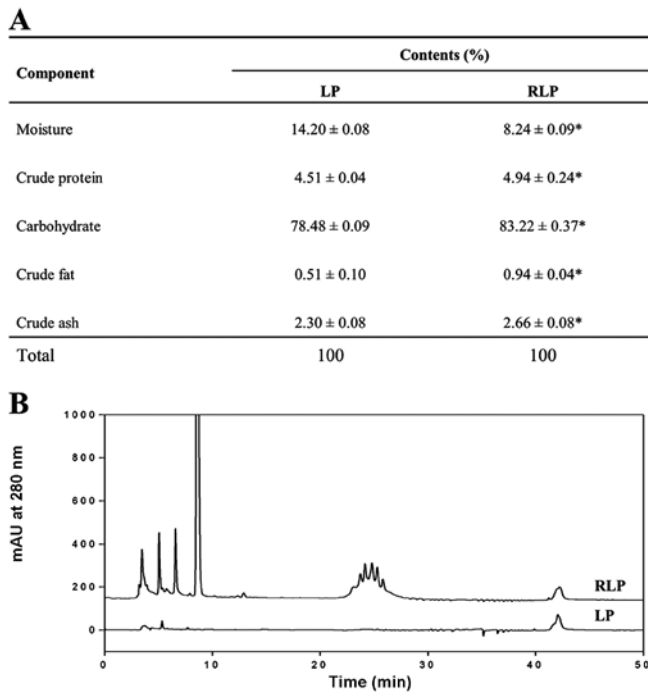 A
Component Contents (%)
LP RLP
Moisture 14.20 ± 0.08 8.24 ± 0.09*
Crude protein 4.51 ± 0.04 4.94 ± 0.24*
Carbohydrate 78.48 ± 0.09 83.22 ± 0.37*
Crude fat 0.51 ± 0.10 0.94 ± 0.04*
Crude ash 2.30 ± 0.08 2.66 ± 0.08*
Total 100 100
B
mAU at 280 nm
1000
800
600
400
200
0
RLP
LP
0 10 20 30 40 50
Time (min)